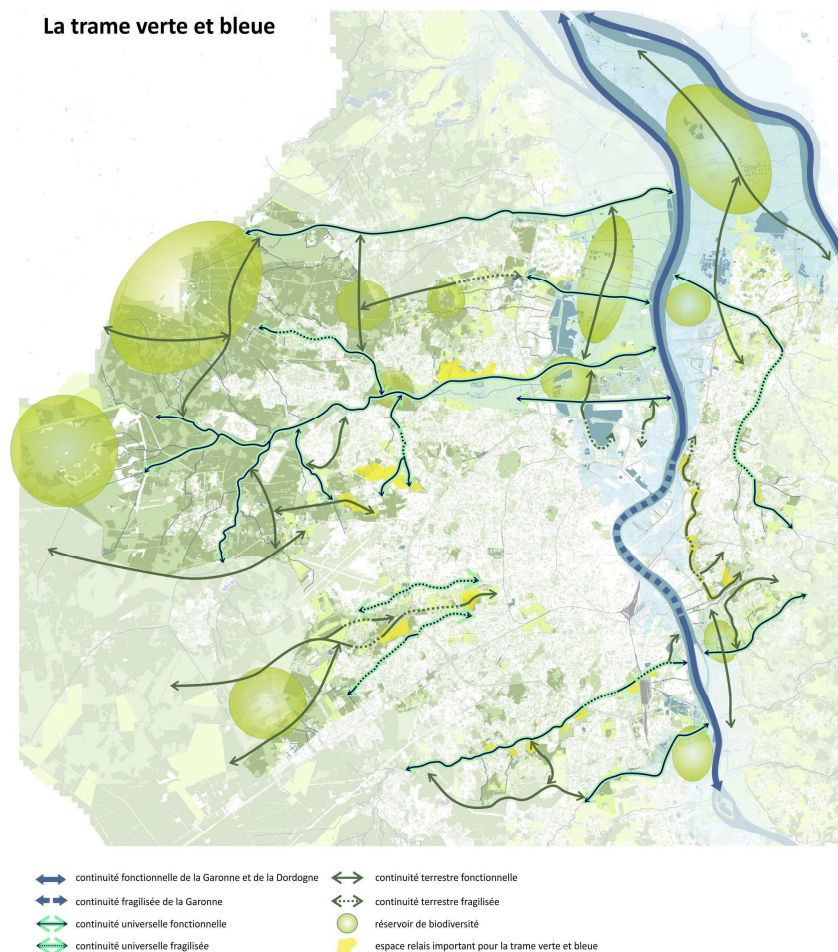 La trame verte et bleue
continuité fonctionnelle de la Garonne et de la Dordogne
continuité fragilisée de la Garonne
continuité universelle fonctionnelle
continuité universelle fragilisée
continuité terrestre fonctionnelle
continuité terrestre fragilisée
réservoir de biodiversité
espace relais important pour la trame verte et bleue